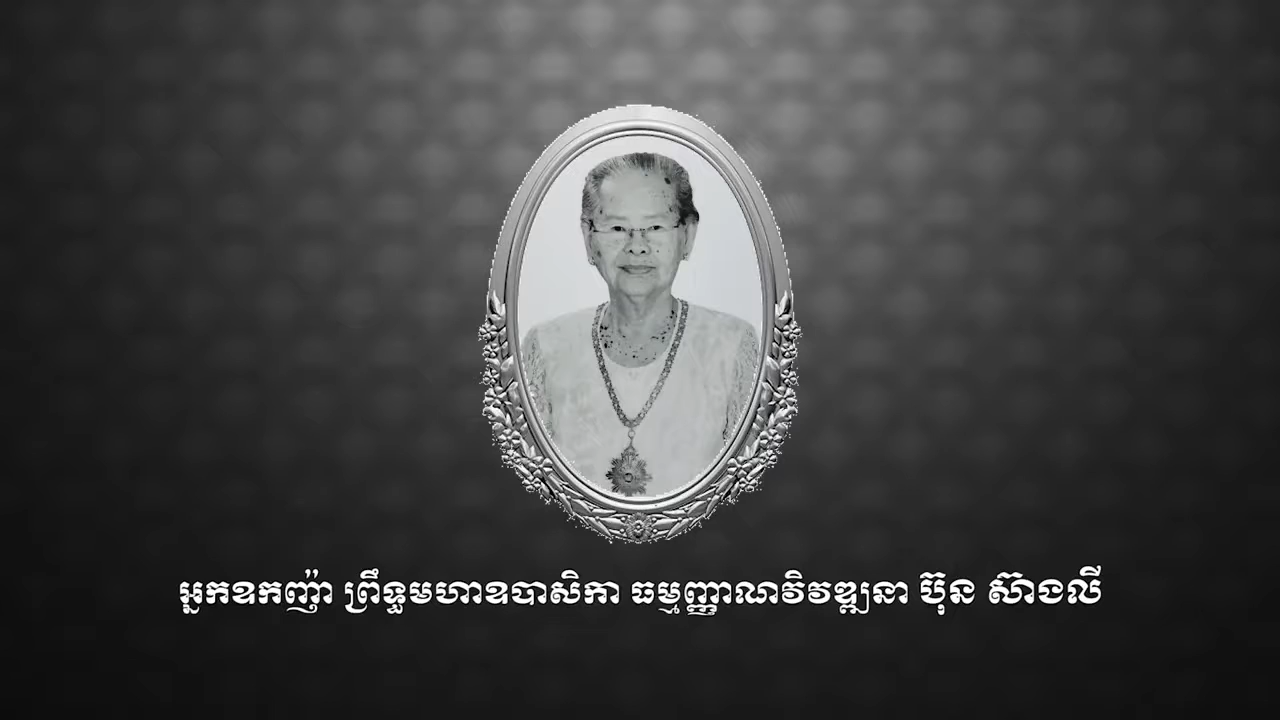 អ្នកឧកញ៉ា ព្រឹទ្ធមហាឧបាសិកា ធម្មញ្ញាណវិវឌ្ឍនា ប៊ុន ស៊ាងលី